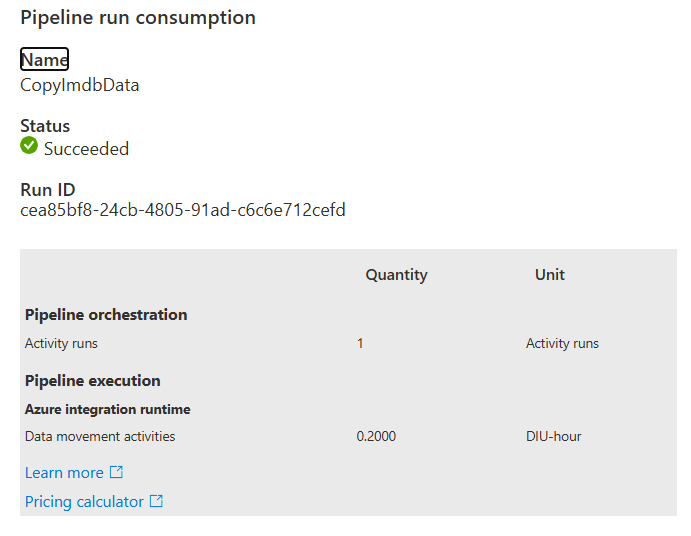 Pipeline run consumption
Name
CopyImdbData
Status
Succeeded
Run ID
cea85bf8-24cb-4805-91ad-c6c6e712cefd
Quantity Unit
Pipeline orchestration
Activity runs 1 Activity runs
Pipeline execution
Azure integration runtime
Data movement activities 0.2000 DIU-hour
Learn more
Pricing calculator